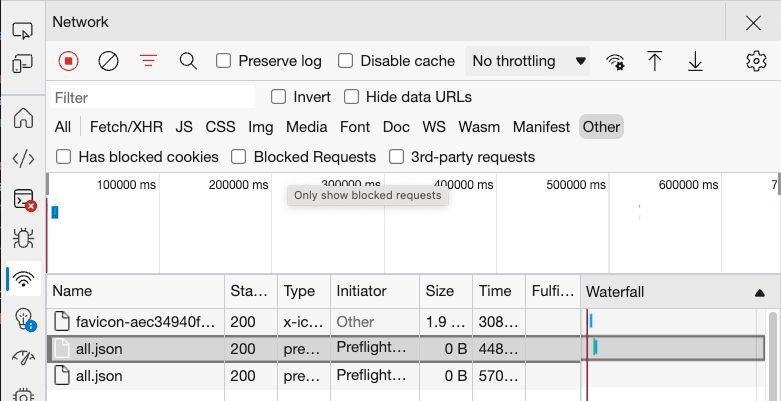 Network
Preserve log Disable cache No throttling
Filter Invert Hide data URLs
All Fetch/XHR JS CSS Img Media Font Doc WS Wasm Manifest Other
Has blocked cookies Blocked Requests 3rd-party requests
100000 ms 200000 ms 300000 ms 400000 ms 500000 ms 600000 ms 7
Only show blocked requests
Name Sta... Type Initiator Size Time Fulfi... Waterfall
favicon-aec34940f... 200 x-ic... Other 1.9 ... 308...
all.json 200 pre... Preflight... 0 B 448...
all.json 200 pre... Preflight... 0 B 570...